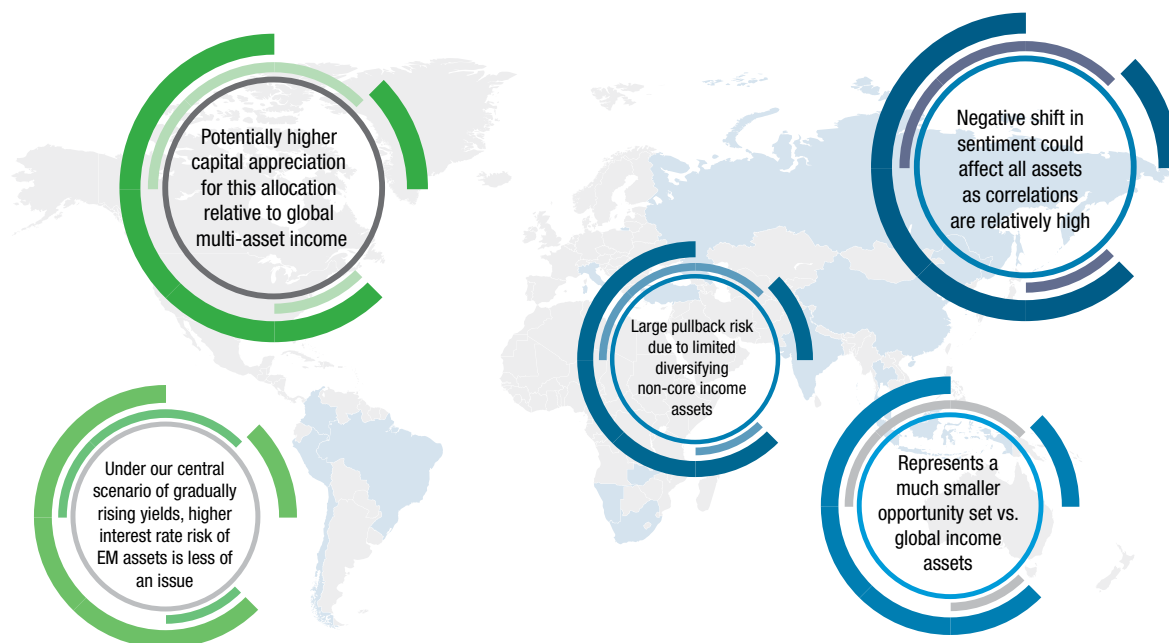 Potentially higher
capital appreciation
for this allocation
relative to global
multi-asset income
Under our central
scenario of gradually
rising yields, higher
interest rate risk of
EM assets is less of
an issue
Large pullback risk
due to limited
diversifying
non-core income
assets
Negative shift in
sentiment could
affect all assets
as correlations
are relatively high
Represents a
much smaller
opportunity set vs.
global income
assets